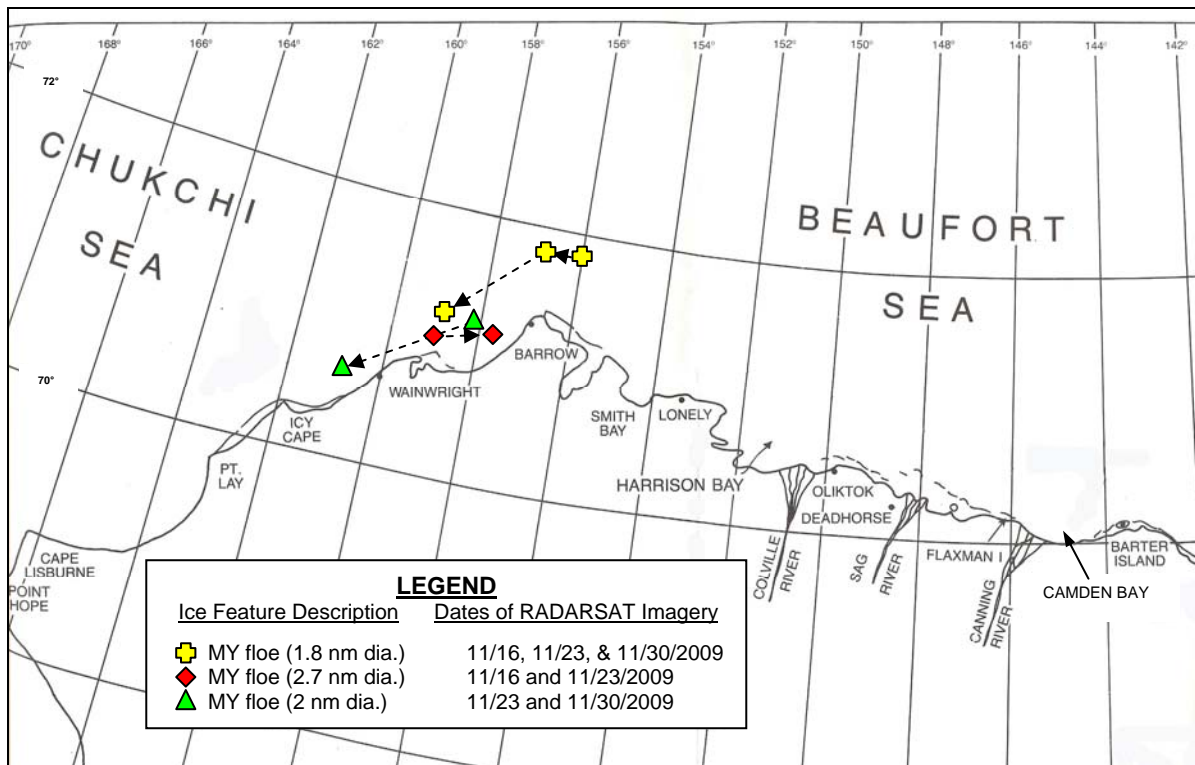 170° 168° 166° 164° 162° 160° 158° 156° 154° 152° 150° 148° 146° 144° 142°
72°
CHUKCHI
SEA
BEAUFORT
SEA
70°
BARROW
WAINWRIGHT
ICY
CAPE
SMITH
BAY
LONELY
PT.
LAY
HARRISON BAY
OLIKTOK
DEADHORSE
CAPE
LISBURNE
POINT
HOPE
COLVILLE
RIVER
SAG
RIVER
FLAXMAN I
CANNING
RIVER
BARTER
ISLAND
CAMDEN BAY
LEGEND
Ice Feature Description Dates of RADARSAT Imagery
MY floe (1.8 nm dia.) 11/16, 11/23, & 11/30/2009
MY floe (2.7 nm dia.) 11/16 and 11/23/2009
MY floe (2 nm dia.) 11/23 and 11/30/2009